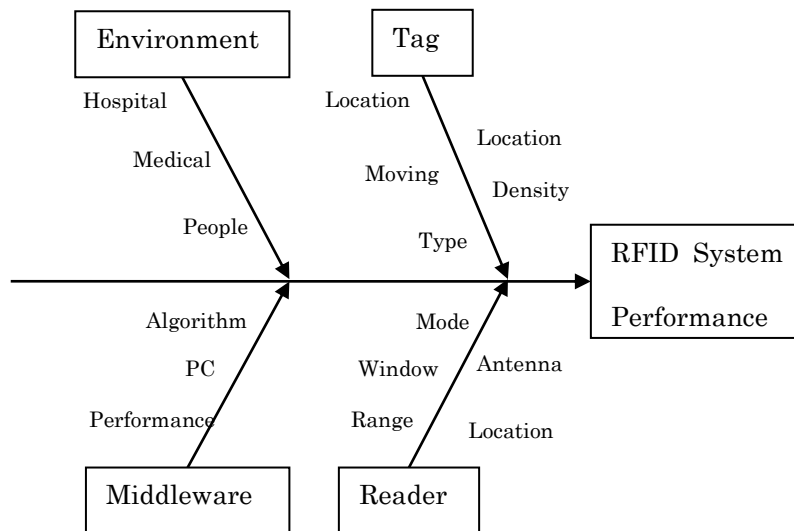 Environment
Tag
Hospital
Location
Medical
Location
Moving
Density
People
Type
RFID System
Performance
Algorithm
Mode
PC
Window
Antenna
Performance
Range
Location
Middleware
Reader